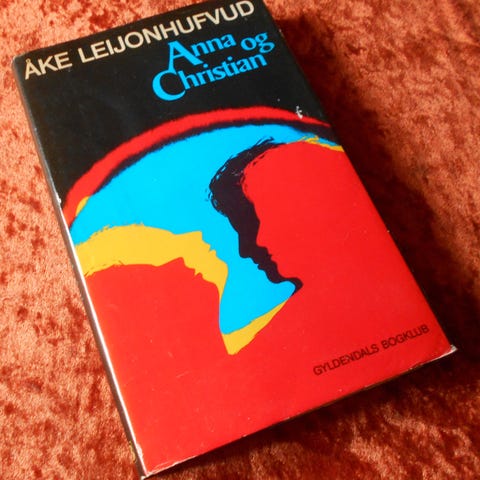 ÅKE LEIJONHUFVUD
Anna og
Christian
GYLDENDALS BOGKLUB